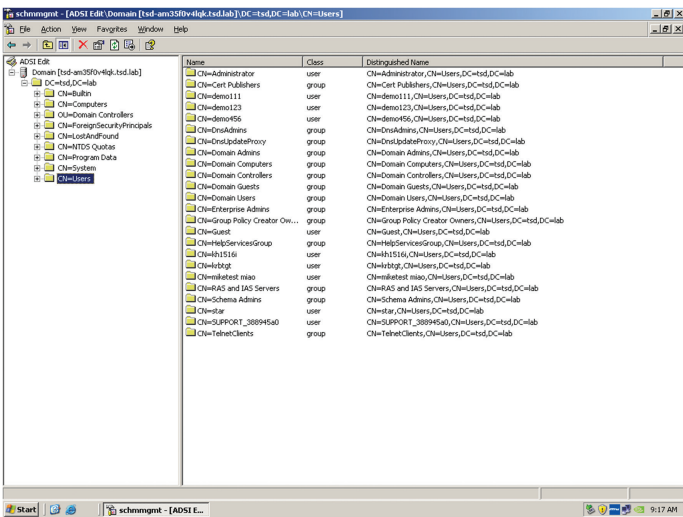 schmmgmt - [ADSI Edit\Domain [tsd-am35f0v4lqk.tsd.lab]\DC=tsd,DC=lab\CN=Users]
File Action View Favorites Window Help
ADSI Edit
Domain [tsd-am35f0v4lqk.tsd.lab]
DC=tsd,DC=lab
CN=Builtin
CN=Computers
OU=Domain Controllers
CN=ForeignSecurityPrincipals
CN=LostAndFound
CN=NTDS Quotas
CN=Program Data
CN=System
CN=Users
Name Class Distinguished Name
CN=Administrator user CN=Administrator,CN=Users,DC=tsd,DC=lab
CN=Cert Publishers group CN=Cert Publishers,CN=Users,DC=tsd,DC=lab
CN=demo111 user CN=demo111,CN=Users,DC=tsd,DC=lab
CN=demo123 user CN=demo123,CN=Users,DC=tsd,DC=lab
CN=demo456 user CN=demo456,CN=Users,DC=tsd,DC=lab
CN=DnsAdmins group CN=DnsAdmins,CN=Users,DC=tsd,DC=lab
CN=DnsUpdateProxy group CN=DnsUpdateProxy,CN=Users,DC=tsd,DC=lab
CN=Domain Admins group CN=Domain Admins,CN=Users,DC=tsd,DC=lab
CN=Domain Computers group CN=Domain Computers,CN=Users,DC=tsd,DC=lab
CN=Domain Controllers group CN=Domain Controllers,CN=Users,DC=tsd,DC=lab
CN=Domain Guests group CN=Domain Guests,CN=Users,DC=tsd,DC=lab
CN=Domain Users group CN=Domain Users,CN=Users,DC=tsd,DC=lab
CN=Enterprise Admins group CN=Enterprise Admins,CN=Users,DC=tsd,DC=lab
CN=Group Policy Creator Ow... group CN=Group Policy Creator Owners,CN=Users,DC=tsd,DC=lab
CN=Guest user CN=Guest,CN=Users,DC=tsd,DC=lab
CN=HelpServicesGroup group CN=HelpServicesGroup,CN=Users,DC=tsd,DC=lab
CN=kh1516i user CN=kh1516i,CN=Users,DC=tsd,DC=lab
CN=krbtgt user CN=krbtgt,CN=Users,DC=tsd,DC=lab
CN=miketest miao user CN=miketest miao,CN=Users,DC=tsd,DC=lab
CN=RAS and IAS Servers group CN=RAS and IAS Servers,CN=Users,DC=tsd,DC=lab
CN=Schema Admins group CN=Schema Admins,CN=Users,DC=tsd,DC=lab
CN=star user CN=star,CN=Users,DC=tsd,DC=lab
CN=SUPPORT_388945a0 user CN=SUPPORT_388945a0,CN=Users,DC=tsd,DC=lab
CN=TelnetClients group CN=TelnetClients,CN=Users,DC=tsd,DC=lab
Start schmmgmt - [ADSI E... 9:17 AM